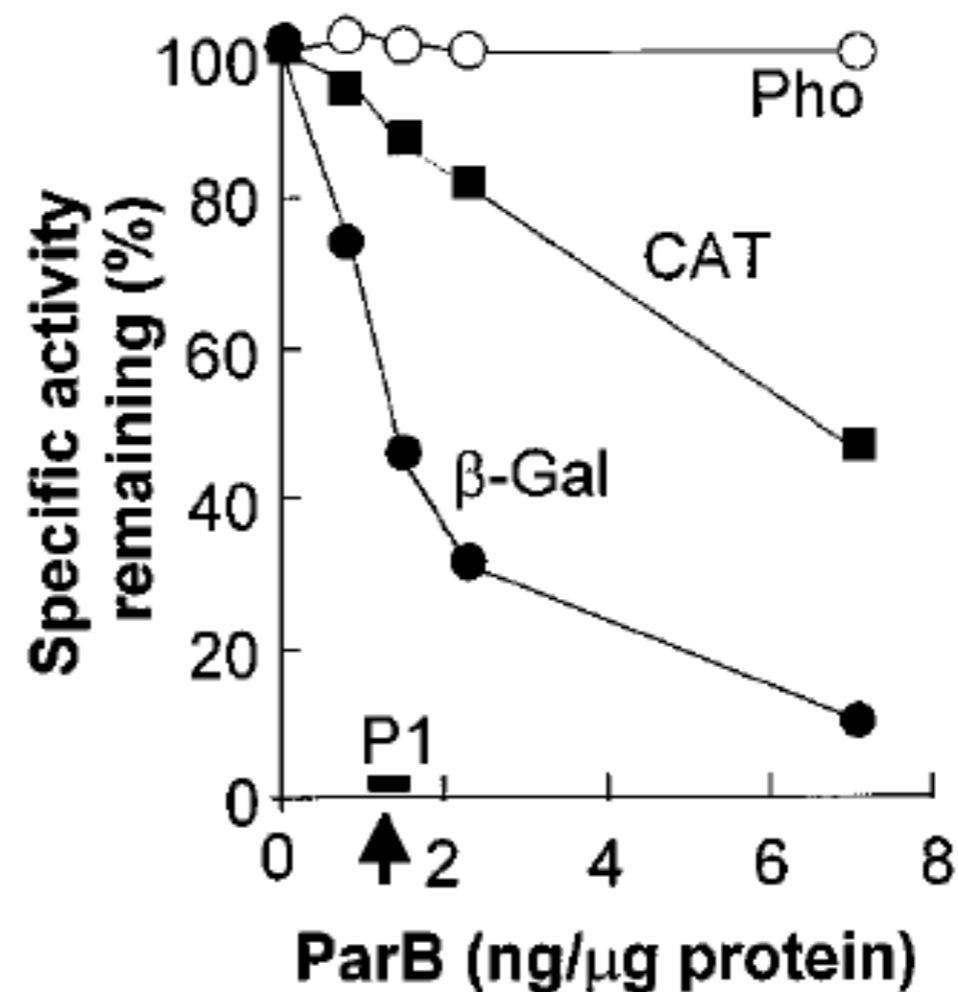 100
Pho
80
CAT
60
β-Gal
40
20
P1
0
0 2 4 6 8
Specific activity
remaining (%)
ParB (ng/μg protein)